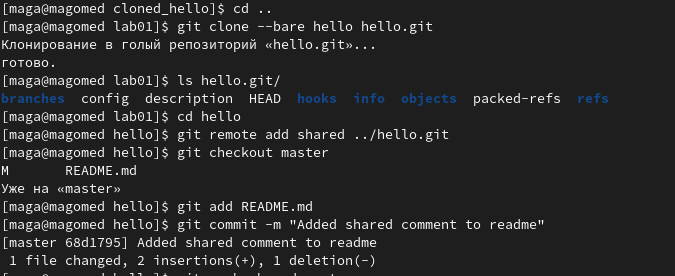 [maga@magomed cloned_hello]$ cd ..
[maga@magomed lab01]$ git clone --bare hello hello.git
Клонирование в голый репозиторий «hello.git»...
готово.
[maga@magomed lab01]$ ls hello.git/
branches config description HEAD hooks info objects packed-refs refs
[maga@magomed lab01]$ cd hello
[maga@magomed hello]$ git remote add shared ../hello.git
[maga@magomed hello]$ git checkout master
M README.md
Уже на «master»
[maga@magomed hello]$ git add README.md
[maga@magomed hello]$ git commit -m "Added shared comment to readme"
[master 68d1795] Added shared comment to readme
1 file changed, 2 insertions(+), 1 deletion(-)